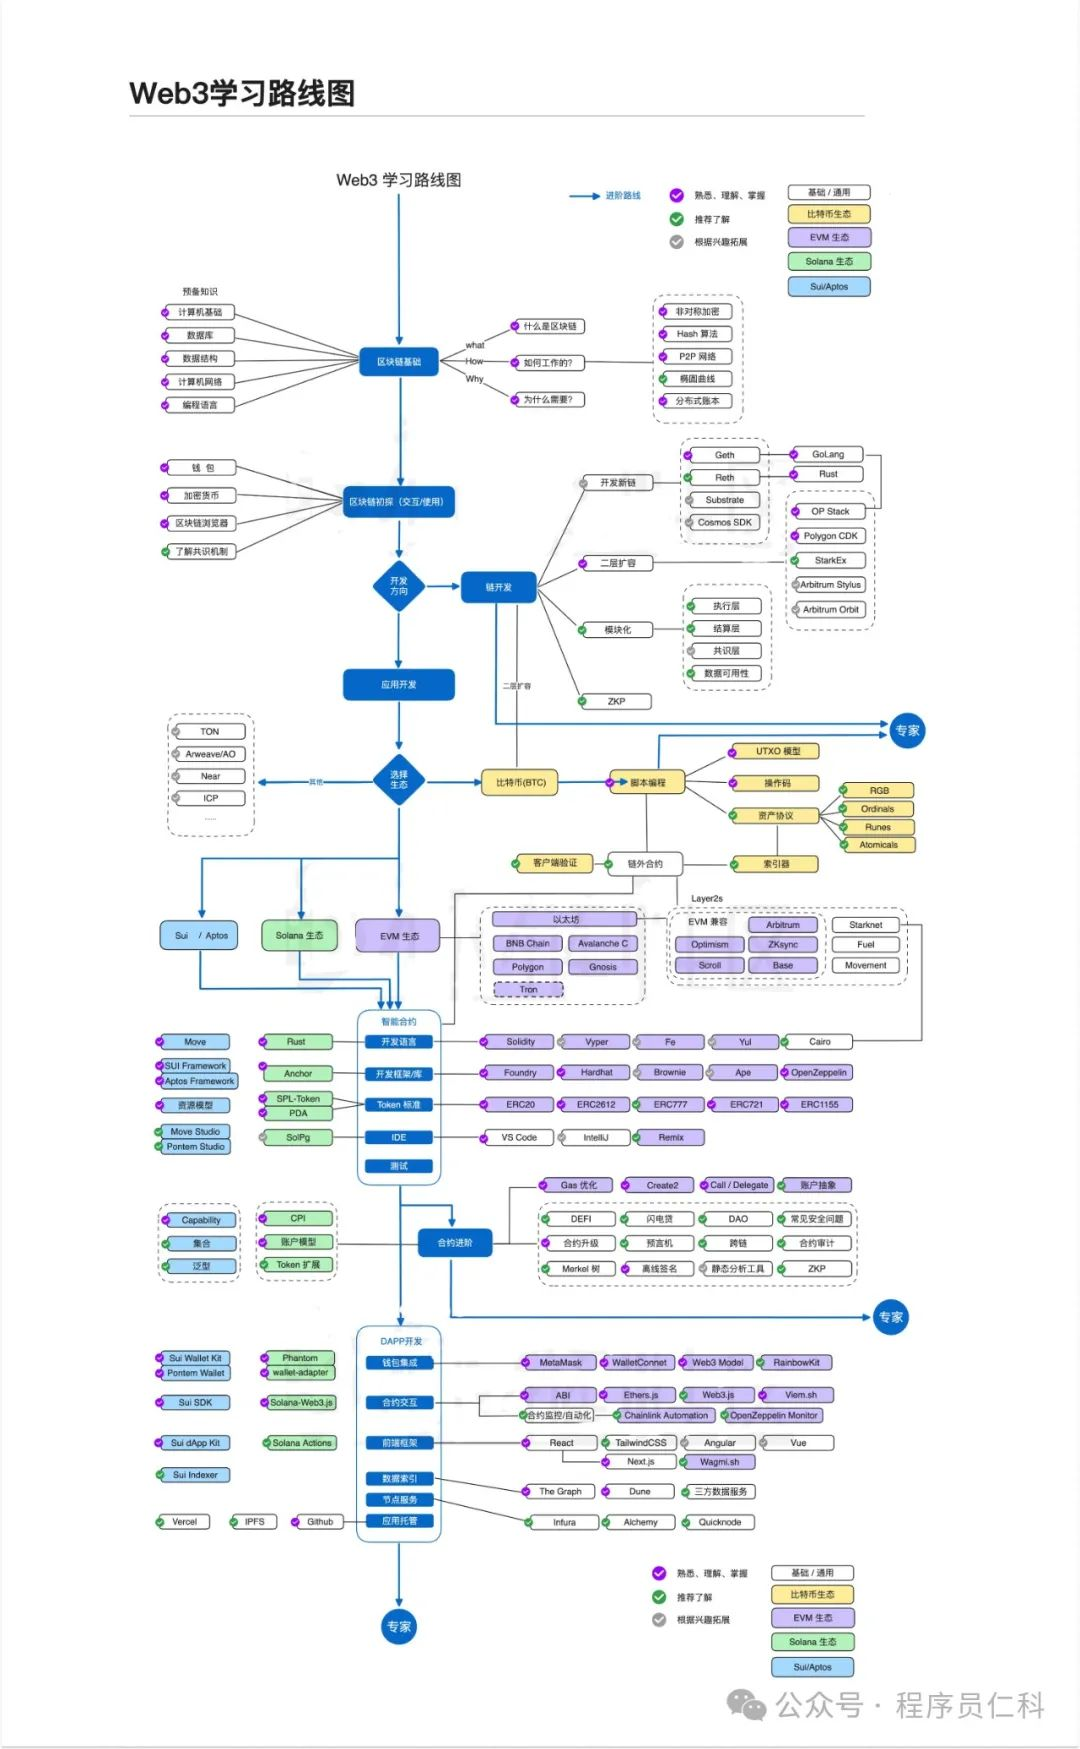 Web3学习路线图
Web3 学习路线图
进阶路线
熟悉、理解、掌握
推荐了解
根据兴趣拓展
基础 / 通用
比特币生态
EVM 生态
Solana 生态
Sui/Aptos
预备知识
计算机基础
数据库
数据结构
计算机网络
编程语言
区块链基础
what
How
Why
什么是区块链
如何工作的?
为什么需要?
非对称加密
Hash 算法
P2P 网络
椭圆曲线
分布式账本
钱 包
加密货币
区块链浏览器
了解共识机制
区块链初探（交互/使用）
开发
方向
链开发
开发新链
二层扩容
模块化
ZKP
Geth
Reth
Substrate
Cosmos SDK
GoLang
Rust
OP Stack
Polygon CDK
StarkEx
Arbitrum Stylus
Arbitrum Orbit
执行层
结算层
共识层
数据可用性
应用开发
二层扩容
专家
TON
Arweave/AO
Near
ICP
.....
其他
选择
生态
比特币(BTC)
脚本编程
UTXO 模型
操作码
资产协议
RGB
Ordinals
Runes
Atomicals
客户端验证
链外合约
索引器
Sui / Aptos
Solana 生态
EVM 生态
以太坊
BNB Chain
Avalanche C
Polygon
Gnosis
Tron
Layer2s
EVM 兼容
Arbitrum
Optimism
ZKsync
Scroll
Base
Starknet
Fuel
Movement
智能合约
Move
Rust
开发语言
Solidity
Vyper
Fe
Yul
Cairo
SUI Framework
Aptos Framework
Anchor
开发框架/库
Foundry
Hardhat
Brownie
Ape
OpenZeppelin
资源模型
SPL-Token
PDA
Token 标准
ERC20
ERC2612
ERC777
ERC721
ERC1155
Move Studio
Pontem Studio
SolPg
IDE
VS Code
IntelliJ
Remix
测试
Gas 优化
Create2
Call / Delegate
账户抽象
Capability
集合
泛型
CPI
账户模型
Token 扩展
合约进阶
DEFI
闪电贷
DAO
常见安全问题
合约升级
预言机
跨链
合约审计
Merkel 树
离线签名
静态分析工具
ZKP
专家
DAPP开发
Sui Wallet Kit
Pontem Wallet
Phantom
wallet-adapter
钱包集成
MetaMask
WalletConnet
Web3 Model
RainbowKit
Sui SDK
Solana-Web3.js
合约交互
ABI
Ethers.js
Web3.js
Viem.sh
合约监控/自动化
Chainlink Automation
OpenZeppelin Monitor
Sui dApp Kit
Solana Actions
前端框架
React
TailwindCSS
Angular
Vue
Next.js
Wagmi.sh
Sui Indexer
数据索引
The Graph
Dune
三方数据服务
节点服务
Infura
Alchemy
Quicknode
Vercel
IPFS
Github
应用托管
专家
熟悉、理解、掌握
推荐了解
根据兴趣拓展
基础 / 通用
比特币生态
EVM 生态
Solana 生态
Sui/Aptos
公众号 · 程序员仁科